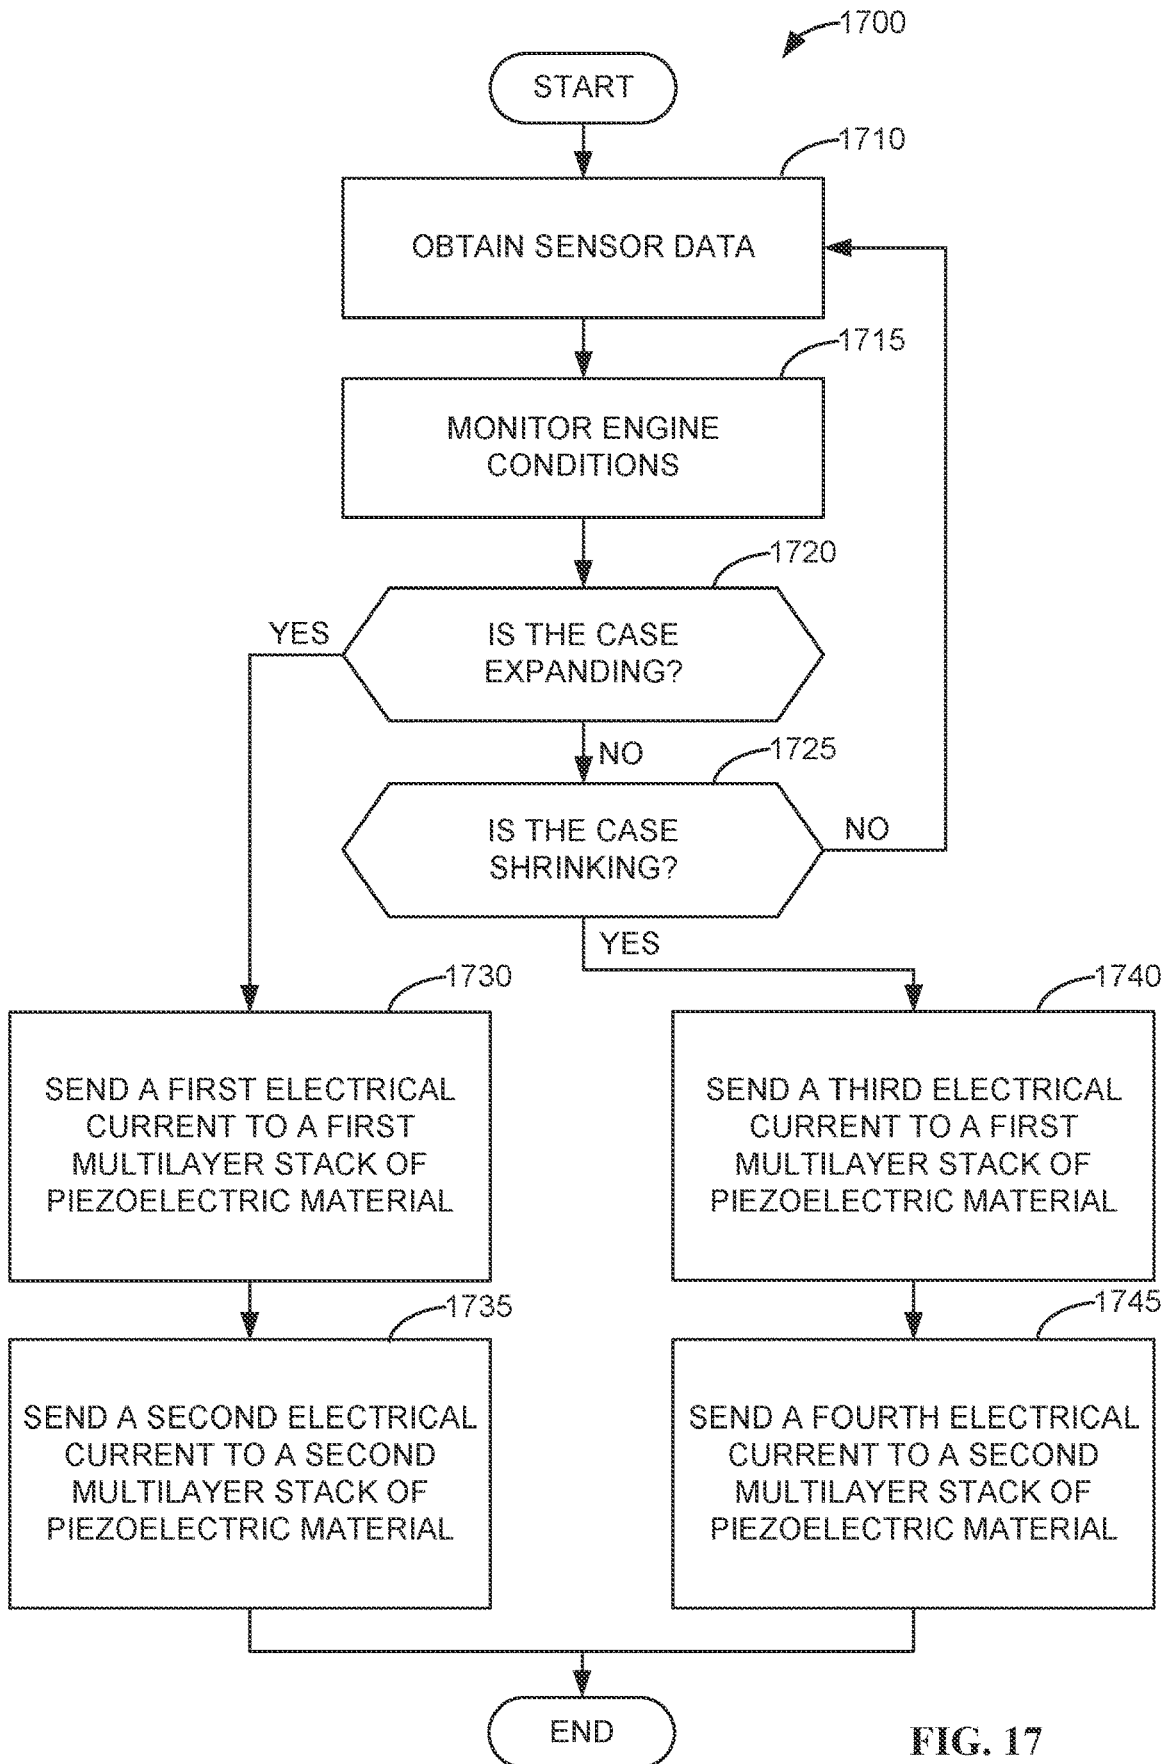 1700
START
1710
OBTAIN SENSOR DATA
1715
MONITOR ENGINE
CONDITIONS
1720
YES
IS THE CASE
EXPANDING?
NO
1725
IS THE CASE
SHRINKING?
NO
YES
1730
SEND A FIRST ELECTRICAL
CURRENT TO A FIRST
MULTILAYER STACK OF
PIEZOELECTRIC MATERIAL
1740
SEND A THIRD ELECTRICAL
CURRENT TO A FIRST
MULTILAYER STACK OF
PIEZOELECTRIC MATERIAL
1735
SEND A SECOND ELECTRICAL
CURRENT TO A SECOND
MULTILAYER STACK OF
PIEZOELECTRIC MATERIAL
1745
SEND A FOURTH ELECTRICAL
CURRENT TO A SECOND
MULTILAYER STACK OF
PIEZOELECTRIC MATERIAL
END
FIG. 17